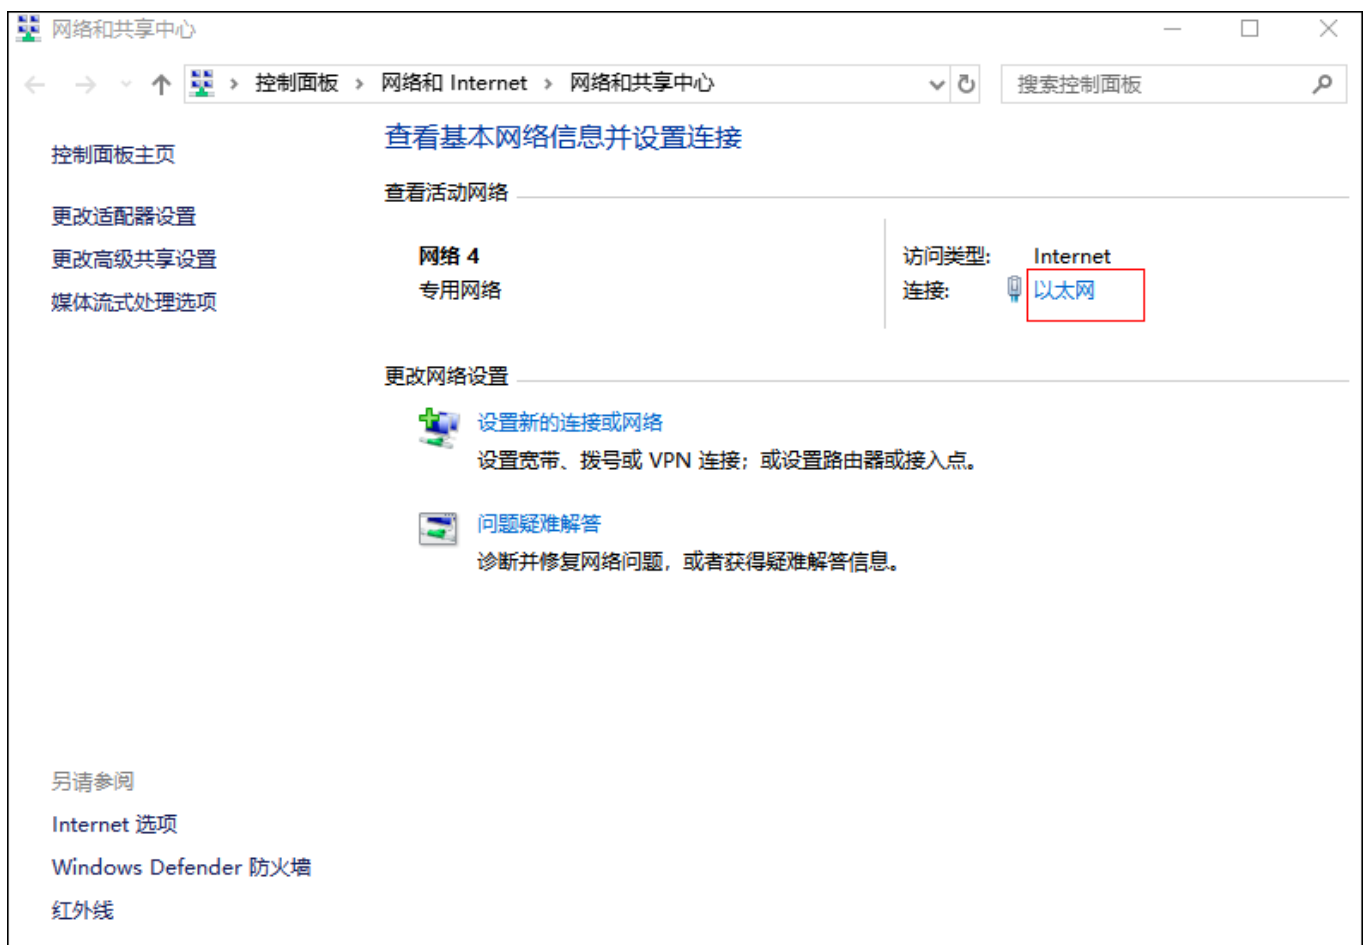 网络和共享中心
控制面板 › 网络和 Internet › 网络和共享中心
搜索控制面板
控制面板主页
更改适配器设置
更改高级共享设置
媒体流式处理选项
查看基本网络信息并设置连接
查看活动网络
网络 4
专用网络
访问类型: Internet
连接: 以太网
更改网络设置
设置新的连接或网络
设置宽带、拨号或 VPN 连接；或设置路由器或接入点。
问题疑难解答
诊断并修复网络问题，或者获得疑难解答信息。
另请参阅
Internet 选项
Windows Defender 防火墙
红外线